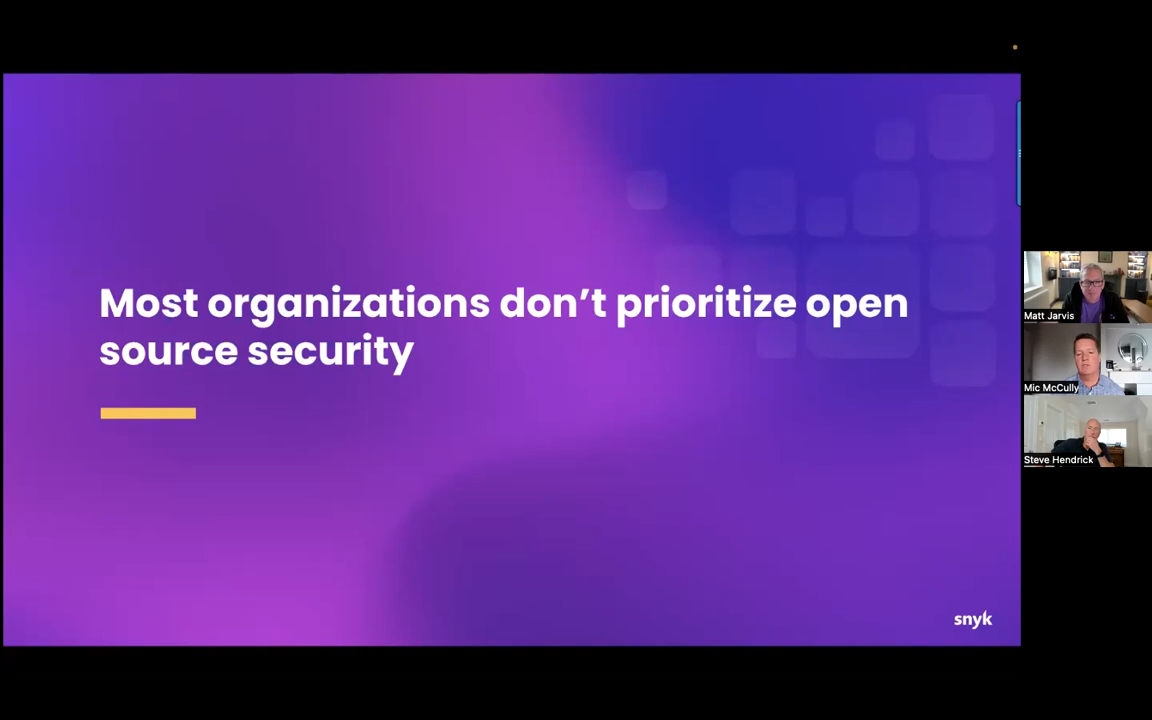 Most organizations don't prioritize open
source security
snyk
Matt Jarvis
Mic McCully
Steve Hendrick